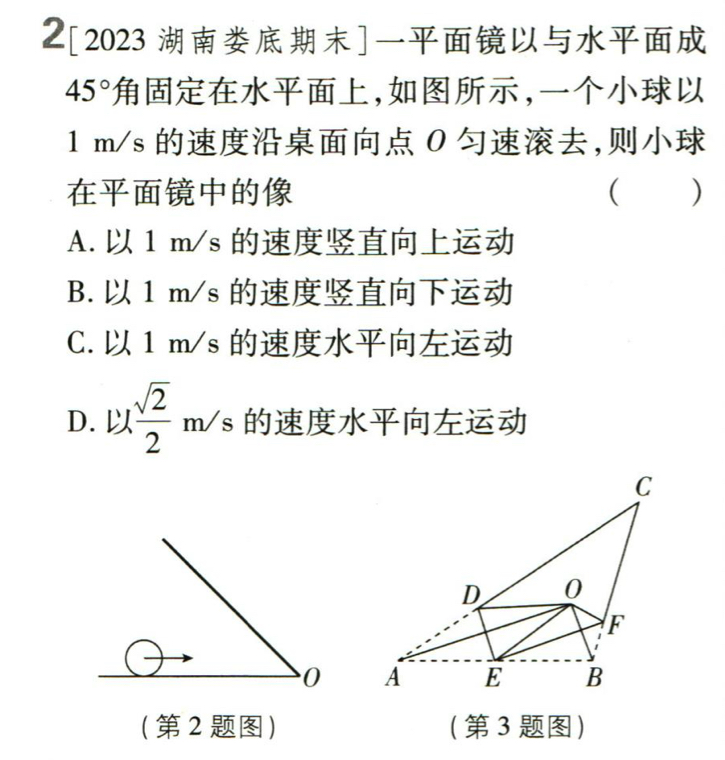 2[2023 湖南娄底期末]一平面镜以与水平面成
45°角固定在水平面上,如图所示,一个小球以
1 m/s 的速度沿桌面向点 O 匀速滚去,则小球
在平面镜中的像 (  )
A. 以 1 m/s 的速度竖直向上运动
B. 以 1 m/s 的速度竖直向下运动
C. 以 1 m/s 的速度水平向左运动
D. 以√2/2 m/s 的速度水平向左运动
O
(第 2 题图)
C
D
O
F
A
E
B
(第 3 题图)